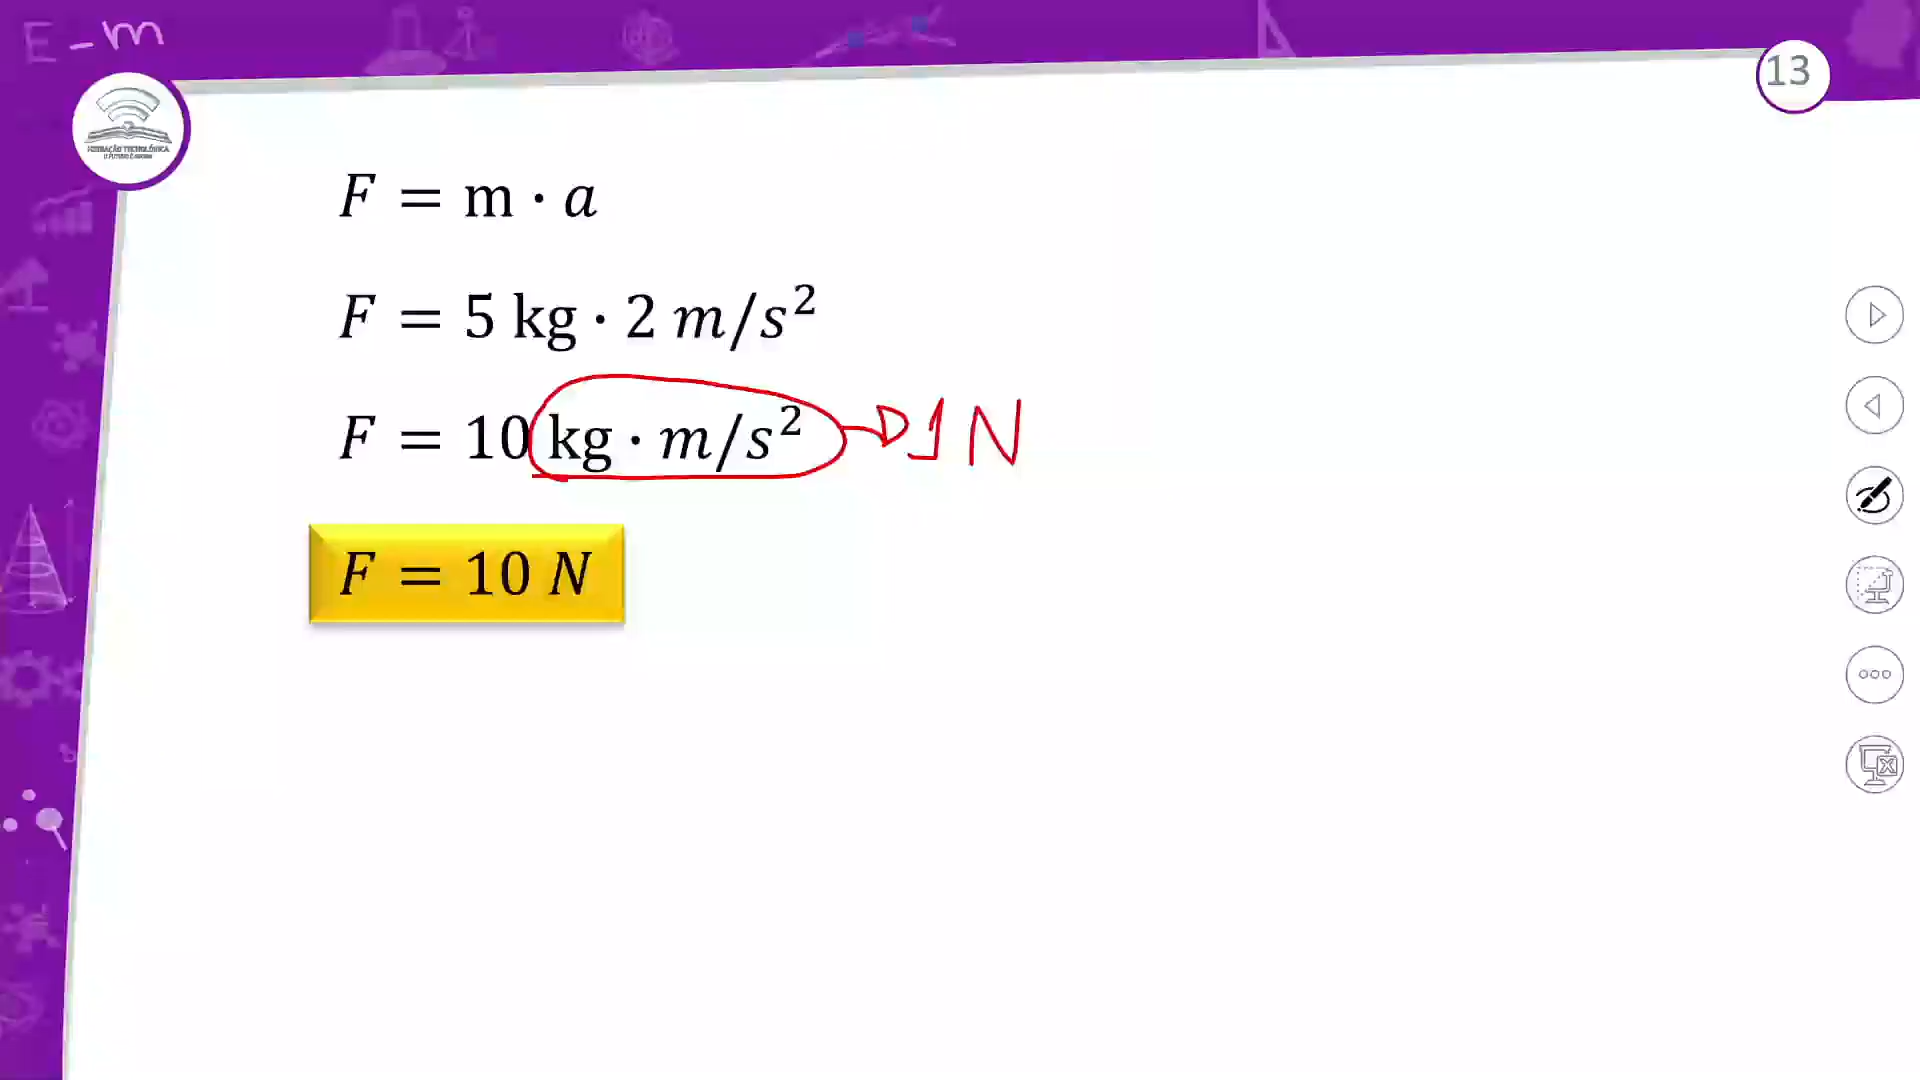 E - m
13
F = m · a
F = 5 kg · 2 m/s²
F = 10 kg · m/s² → 1 N
F = 10 N